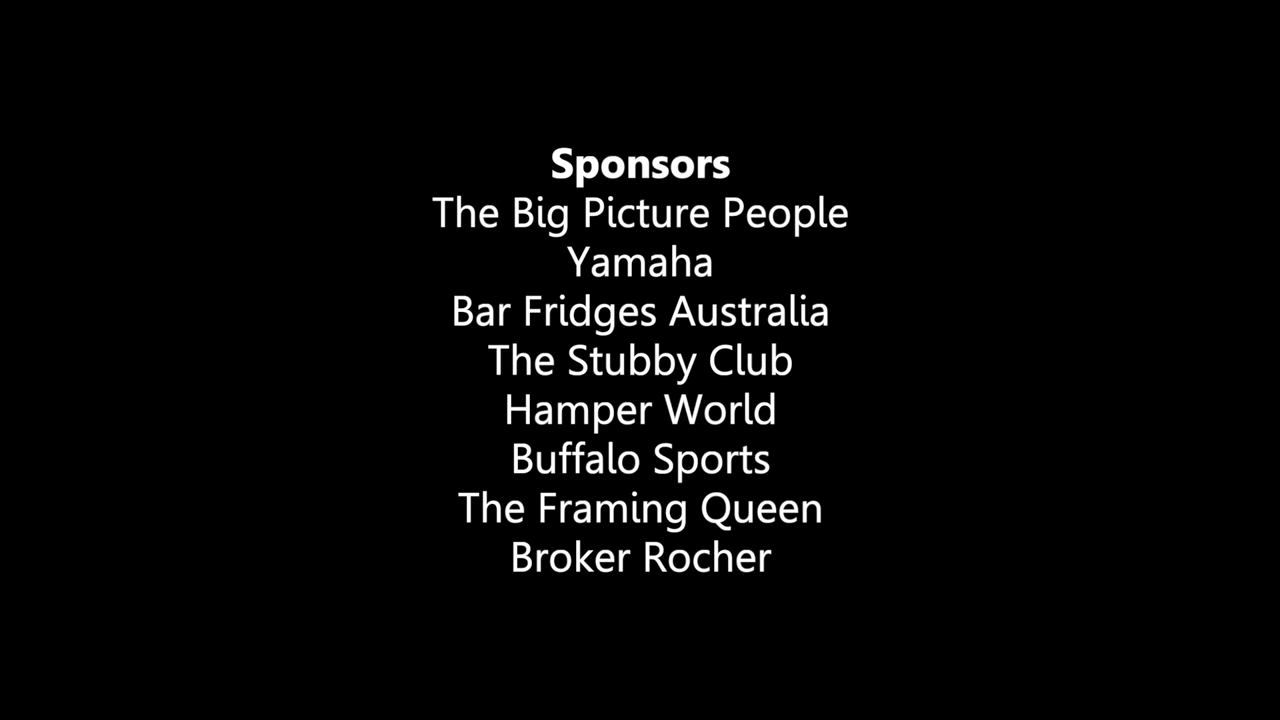 Sponsors
The Big Picture People
Yamaha
Bar Fridges Australia
The Stubby Club
Hamper World
Buffalo Sports
The Framing Queen
Broker Rocher